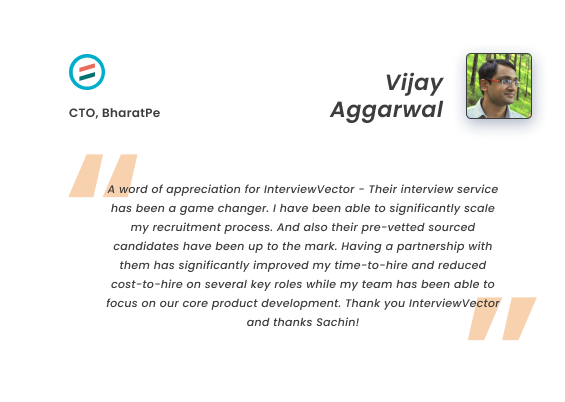 CTO, BharatPe
Vijay
Aggarwal
A word of appreciation for InterviewVector - Their interview service
has been a game changer. I have been able to significantly scale
my recruitment process. And also their pre-vetted sourced
candidates have been up to the mark. Having a partnership with
them has significantly improved my time-to-hire and reduced
cost-to-hire on several key roles while my team has been able to
focus on our core product development. Thank you InterviewVector
and thanks Sachin!